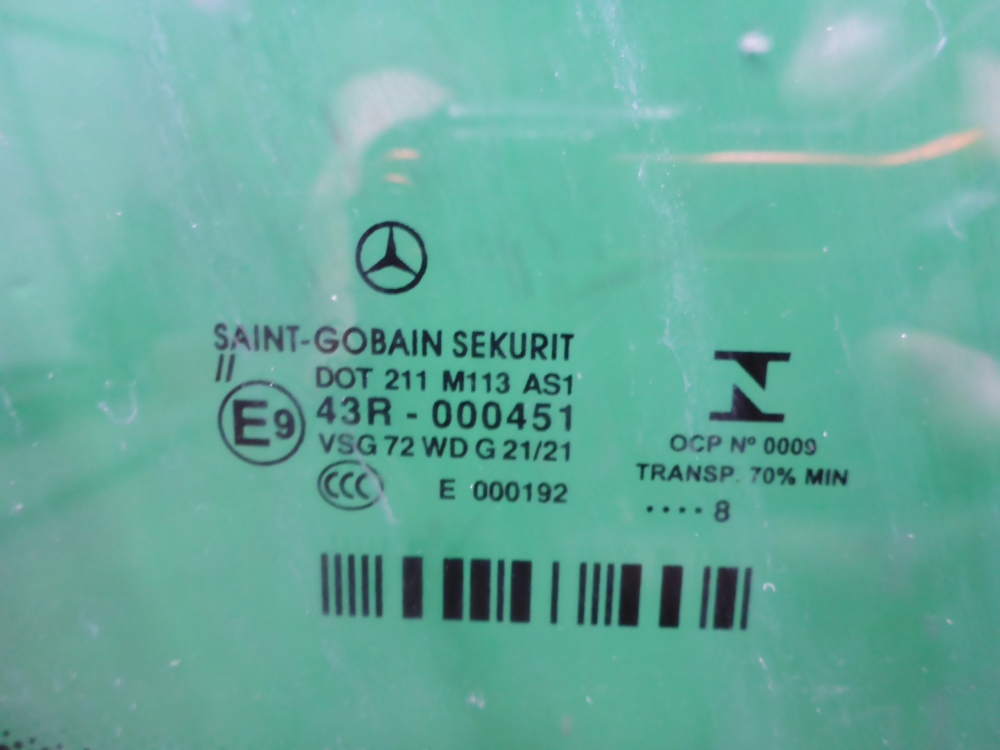 SAINT-GOBAIN SEKURIT
//
DOT 211 M113 AS1
E9
43R - 000451
VSG 72 WD G 21/21
CCC
E 000192
OCP Nº 0009
TRANSP. 70% MIN
.... 8